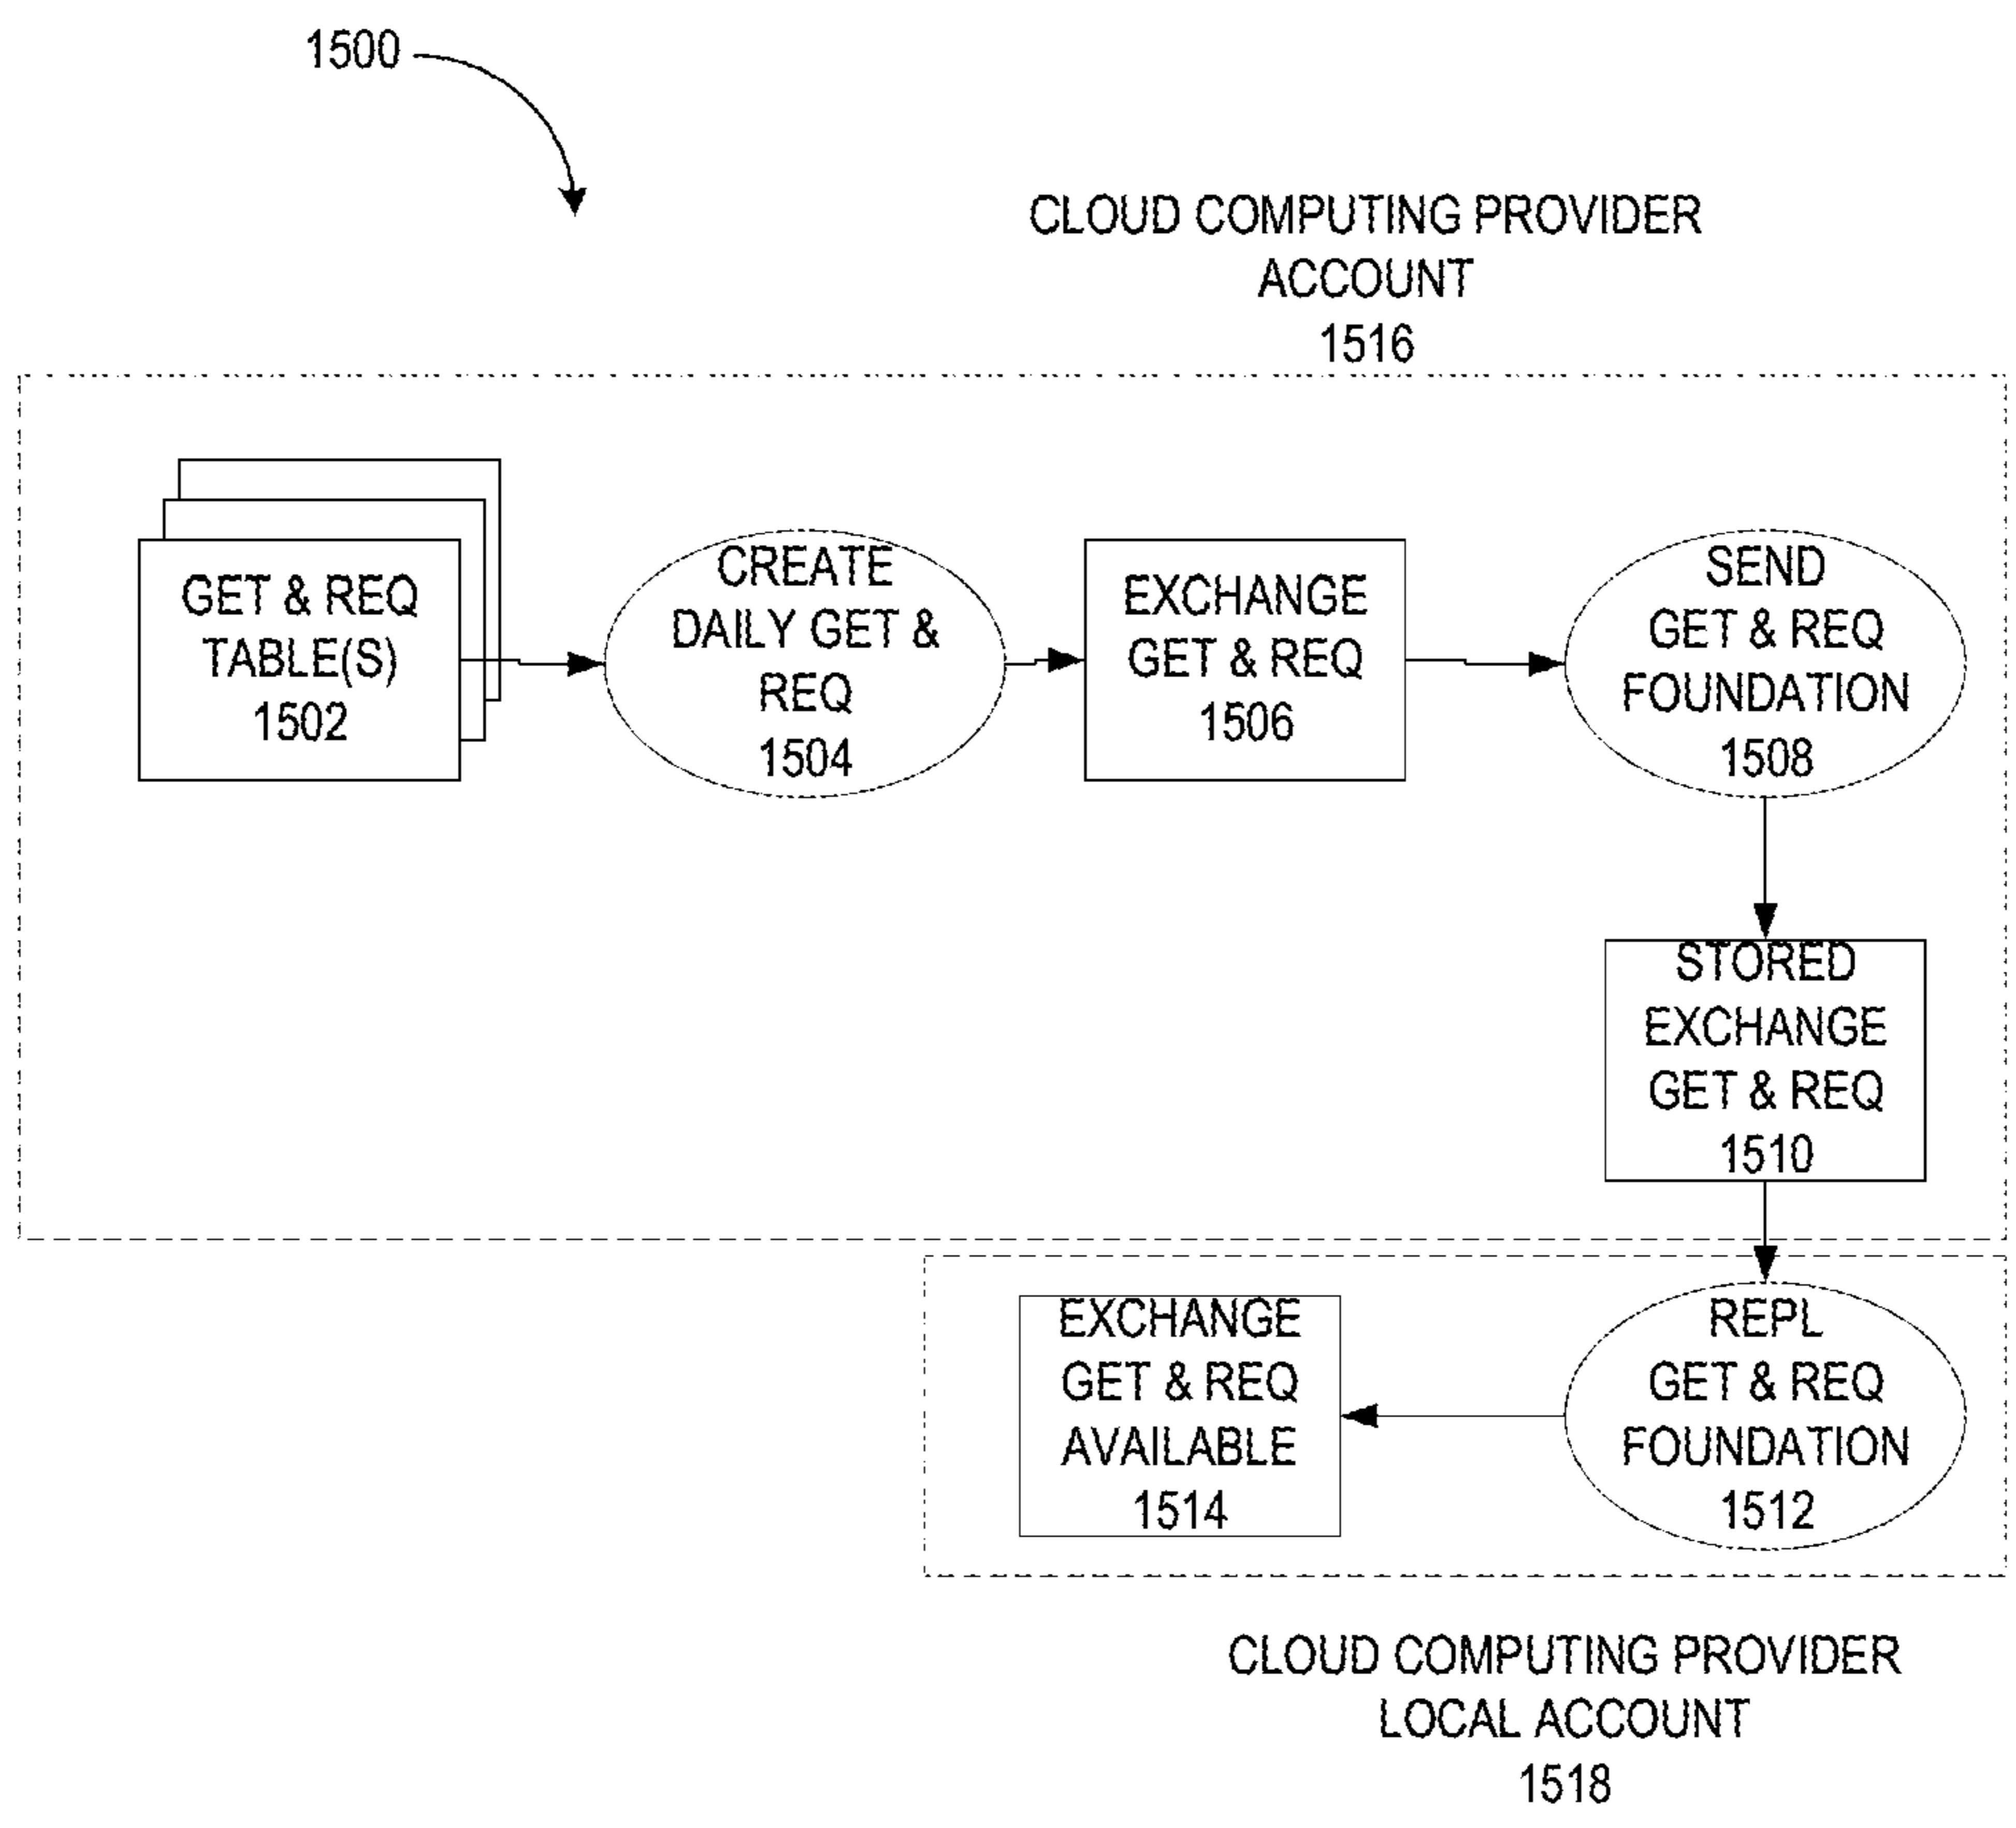 1500
CLOUD COMPUTING PROVIDER
ACCOUNT
1516
GET & REQ
TABLE(S)
1502
CREATE
DAILY GET &
REQ
1504
EXCHANGE
GET & REQ
1506
SEND
GET & REQ
FOUNDATION
1508
STORED
EXCHANGE
GET & REQ
1510
REPL
GET & REQ
FOUNDATION
1512
EXCHANGE
GET & REQ
AVAILABLE
1514
CLOUD COMPUTING PROVIDER
LOCAL ACCOUNT
1518